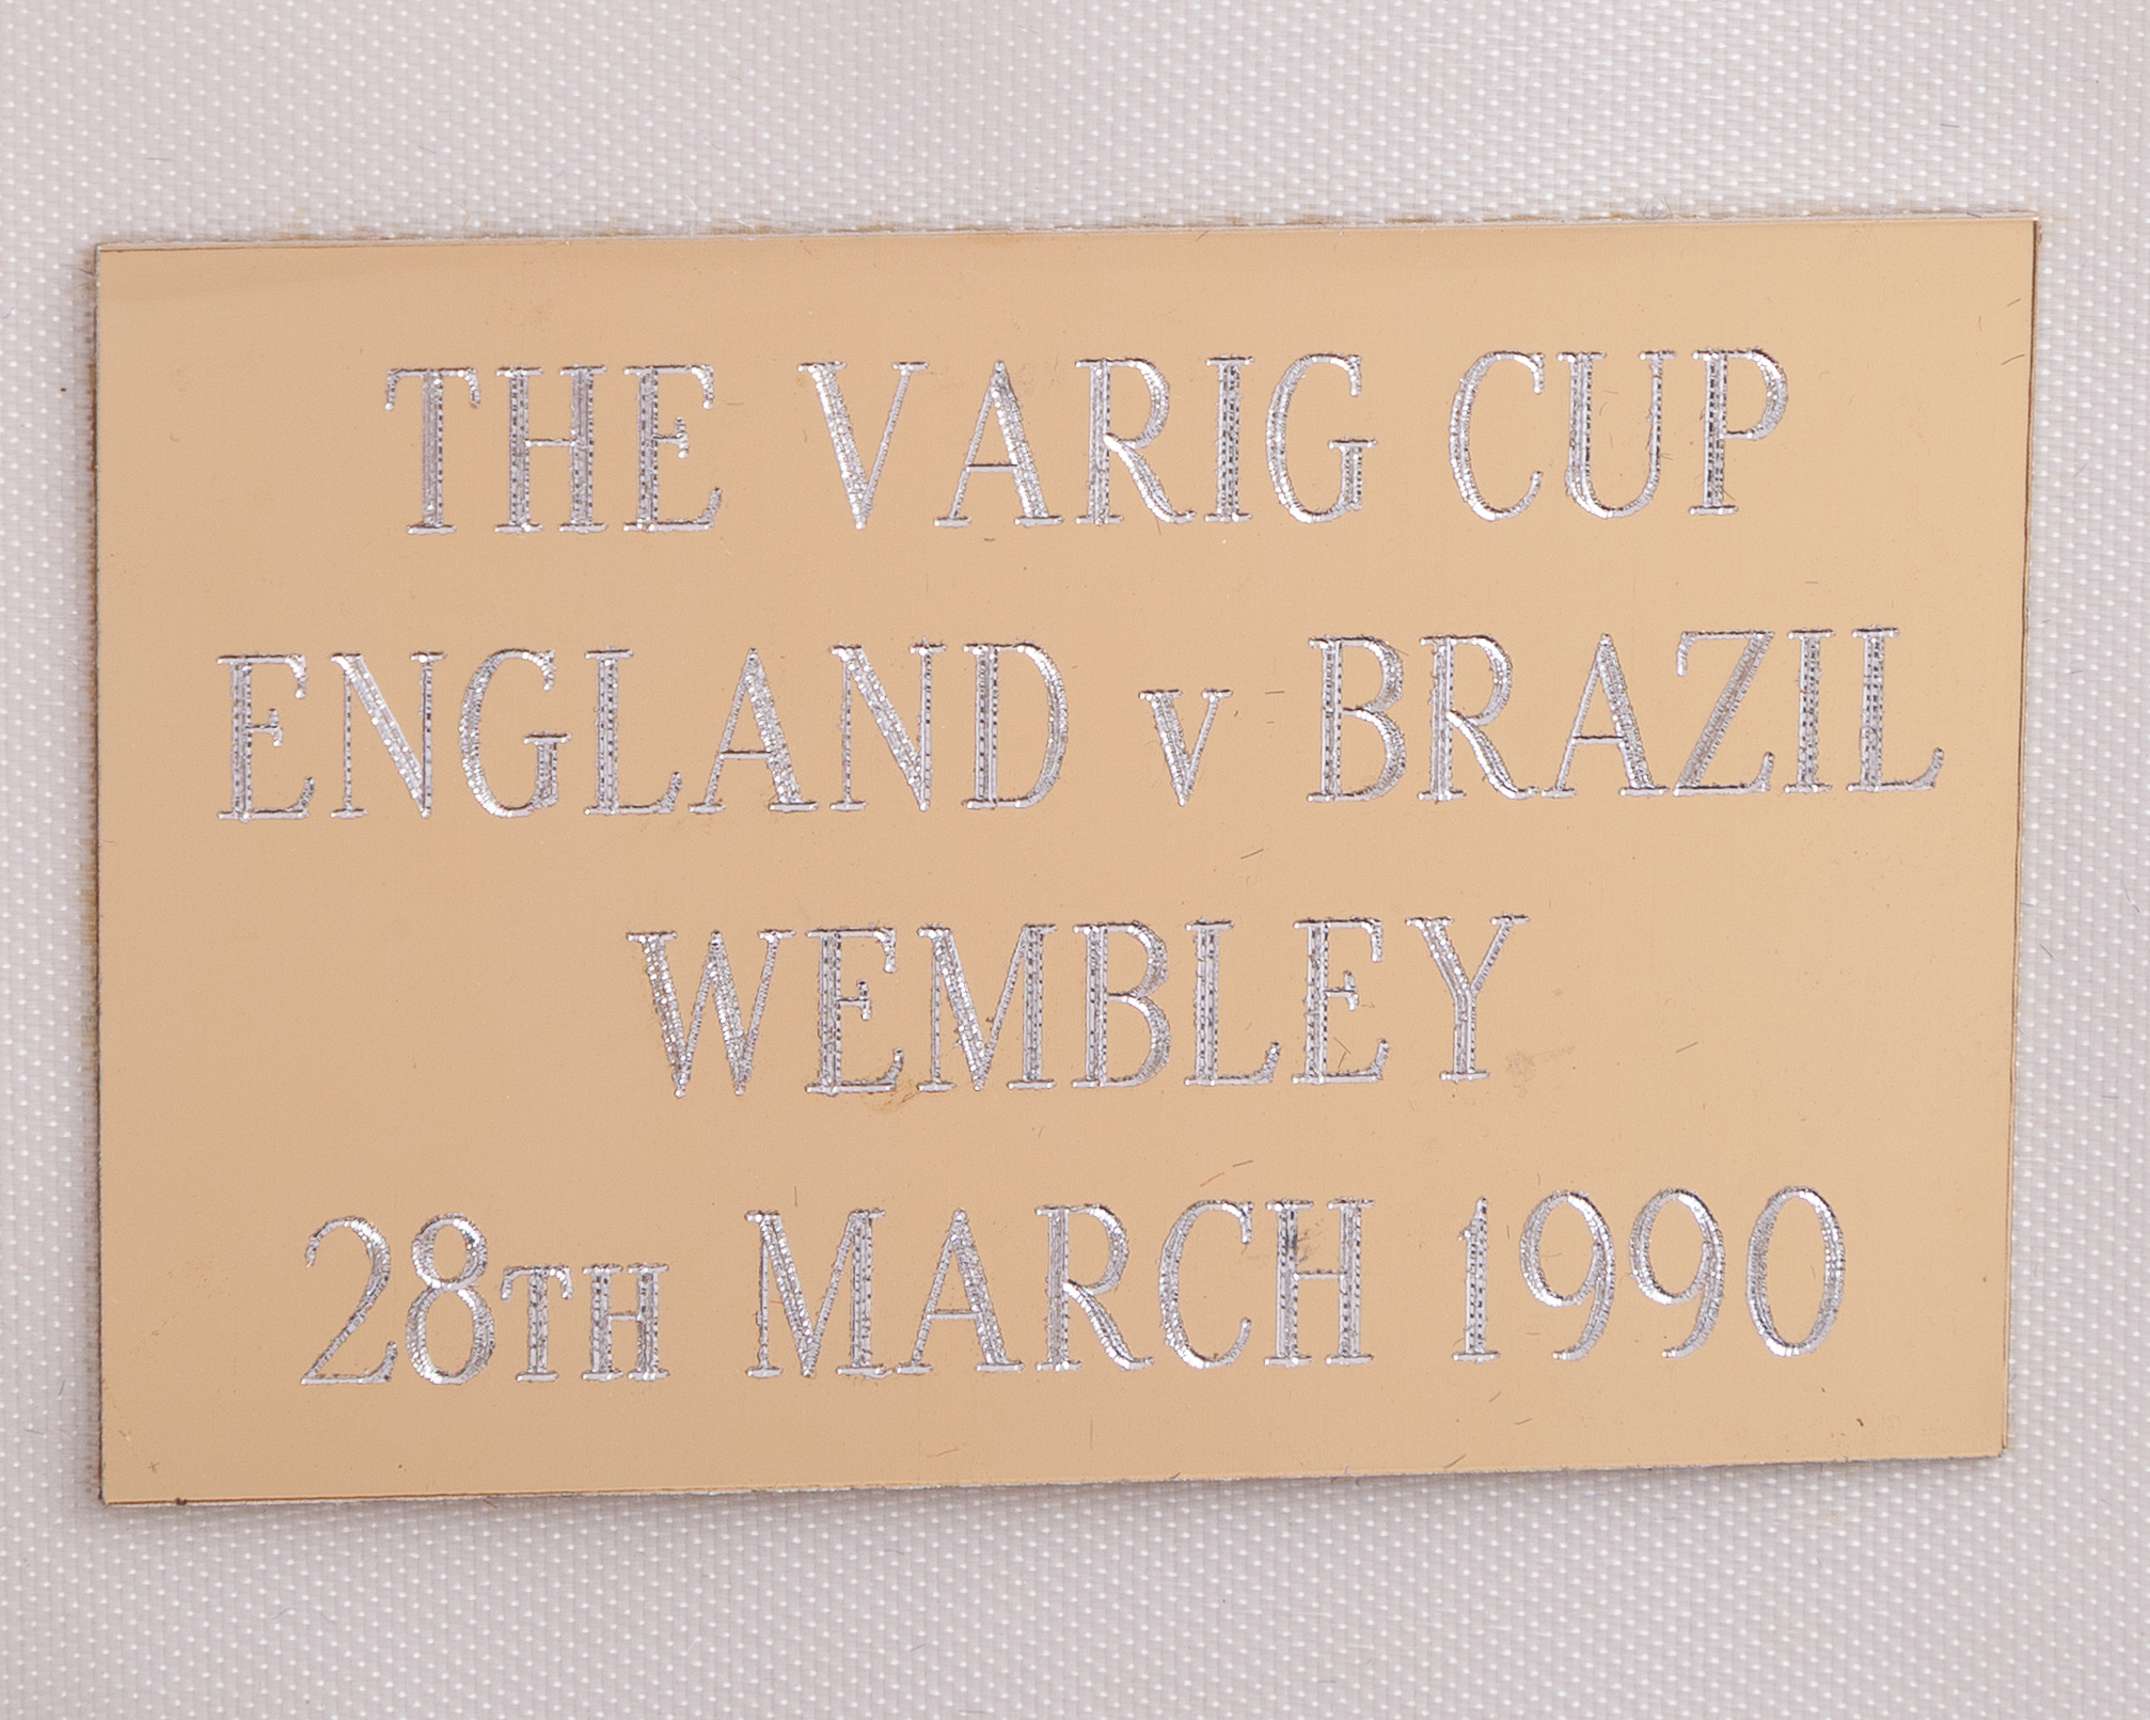 THE VARIG CUP
ENGLAND v BRAZIL
WEMBLEY
28TH MARCH 1990